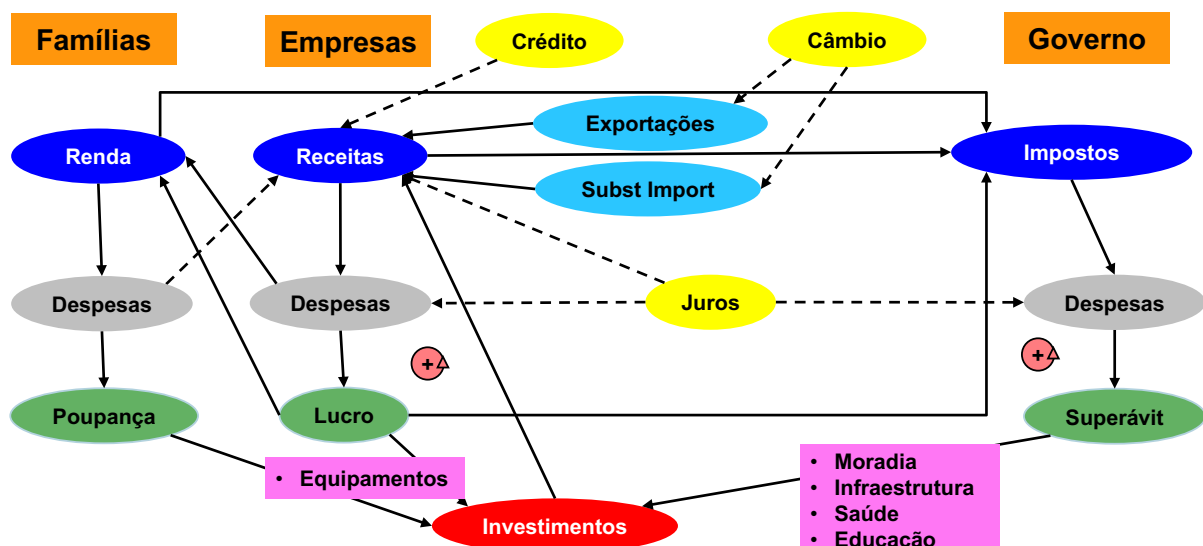 Famílias
Empresas
Crédito
Câmbio
Governo
Exportações
Renda
Receitas
Impostos
Subst Import
Despesas
Despesas
Juros
Despesas
+
+
Poupança
Lucro
Superávit
• Equipamentos
• Moradia
• Infraestrutura
• Saúde
• Educação
Investimentos